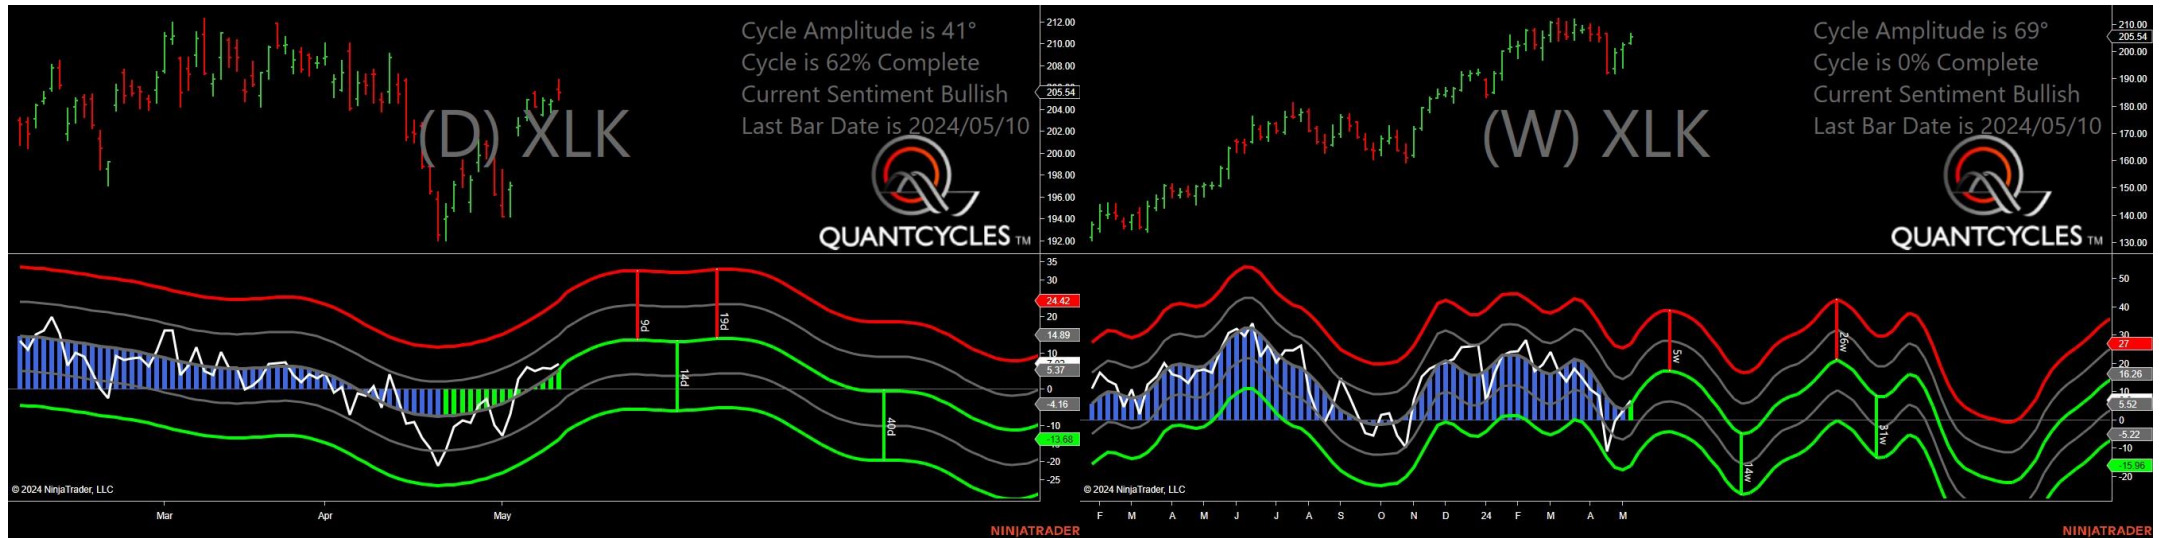 Cycle Amplitude is 41°
Cycle is 62% Complete
Current Sentiment Bullish
Last Bar Date is 2024/05/10
(D) XLK
QUANTCYCLES TM
212.00
210.00
208.00
205.54
204.00
202.00
200.00
198.00
196.00
194.00
192.00
35
30
24.42
20
14.89
10
5.37
0
-4.16
-10
-13.68
-20
-25
9d
19d
14d
40d
© 2024 NinjaTrader, LLC
Mar
Apr
May
NINJATRADER
Cycle Amplitude is 69°
Cycle is 0% Complete
Current Sentiment Bullish
Last Bar Date is 2024/05/10
(W) XLK
QUANTCYCLES TM
210.00
205.54
200.00
190.00
180.00
170.00
160.00
150.00
140.00
130.00
50
40
30
27
20
16.26
10
5.52
0
-5.22
-10
-15.96
-20
5w
26w
14w
31w
© 2024 NinjaTrader, LLC
F M A M J J A S O N D 24 F M A M
NINJATRADER